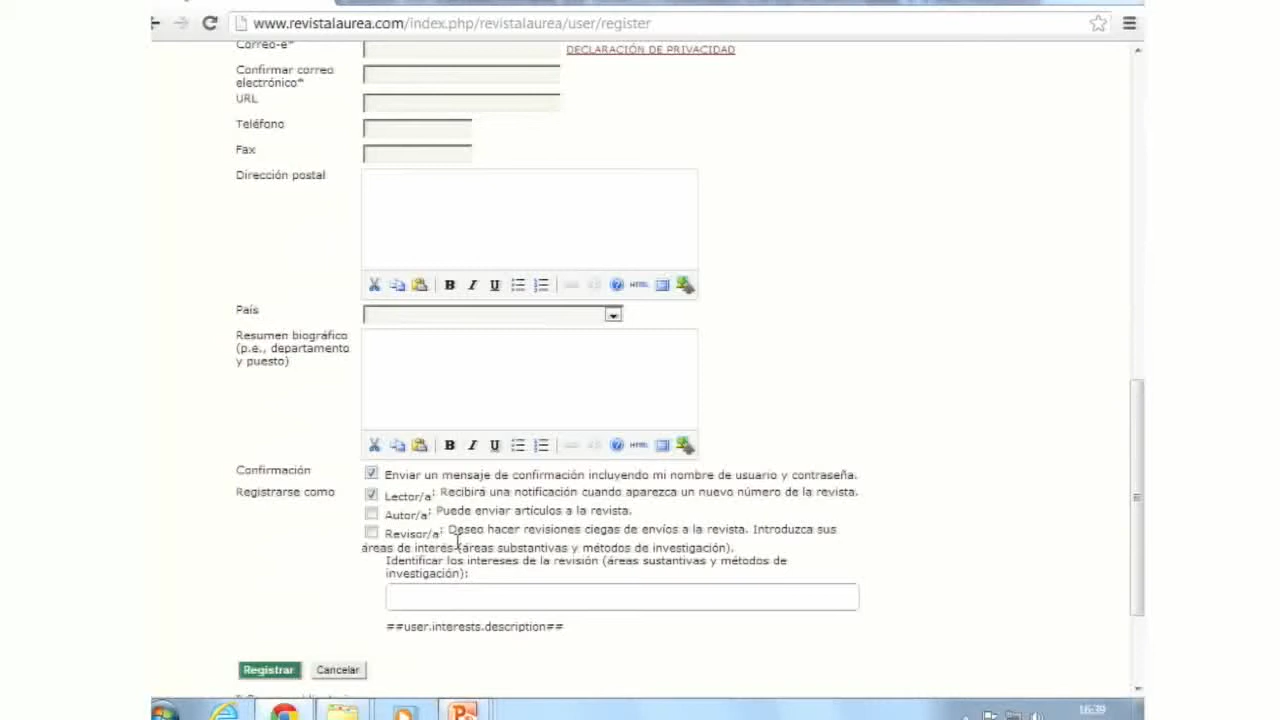 www.revistalaurea.com/index.php/revistalaurea/user/register
Correo-e*
DECLARACIÓN DE PRIVACIDAD
Confirmar correo
electrónico*
URL
Teléfono
Fax
Dirección postal
B I U HTML
País
Resumen biográfico
(p.e., departamento
y puesto)
B I U HTML
Confirmación
Enviar un mensaje de confirmación incluyendo mi nombre de usuario y contraseña.
Registrarse como
Lector/a: Recibirá una notificación cuando aparezca un nuevo número de la revista.
Autor/a: Puede enviar artículos a la revista.
Revisor/a: Deseo hacer revisiones ciegas de envíos a la revista. Introduzca sus
áreas de interés (áreas substantivas y métodos de investigación).
Identificar los intereses de la revisión (áreas sustantivas y métodos de
investigación):
==user.interests.description==
Registrar Cancelar
16:39